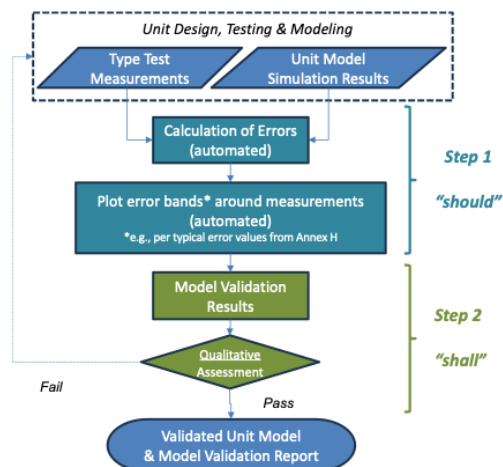 Unit Design, Testing & Modeling
Type Test
Measurements
Unit Model
Simulation Results
Calculation of Errors
(automated)
Step 1
Plot error bands* around measurements
(automated)
*e.g., per typical error values from Annex H
“should”
Model Validation
Results
Step 2
Qualitative
Assessment
“shall”
Fail
Pass
Validated Unit Model
& Model Validation Report